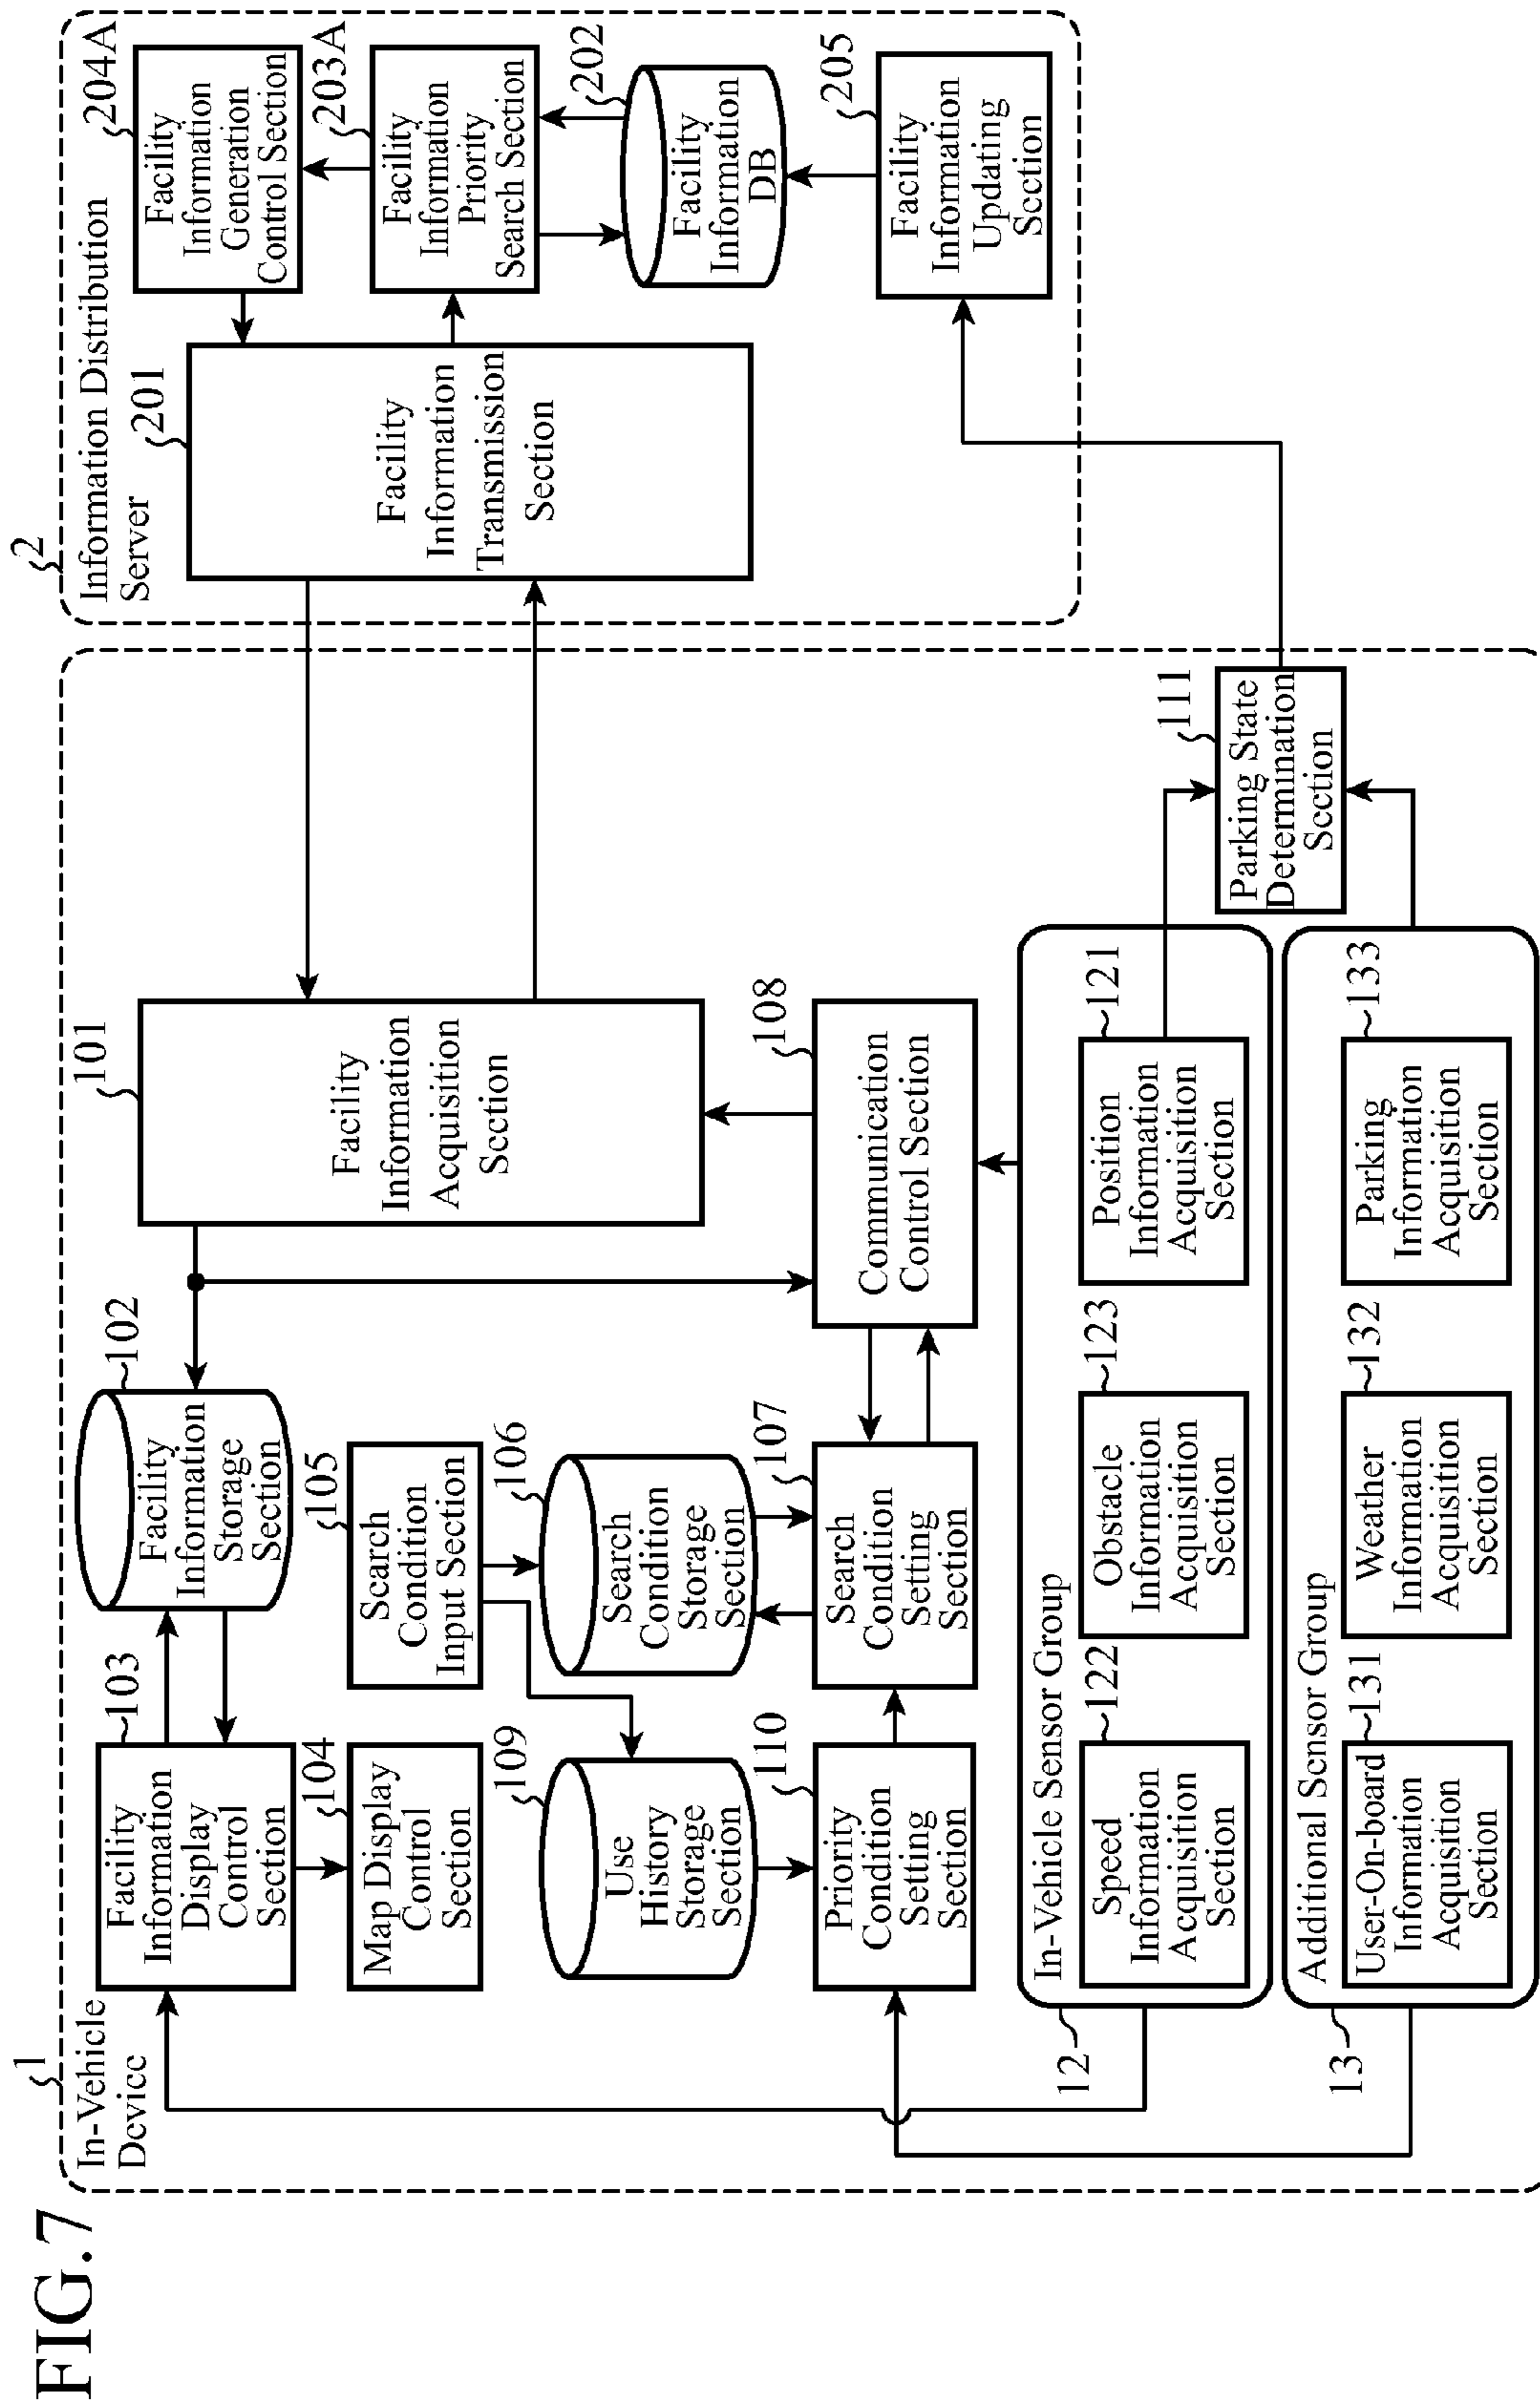 FIG.7
1
In-Vehicle
Device
103
Facility
Information
Display
Control
Section
102
Facility
Information
Storage
Section
101
Facility
Information
Acquisition
Section
104
Map Display
Control
Section
105
Search
Condition
Input Section
109
Use
History
Storage
Section
106
Search
Condition
Storage
Section
110
Priority
Condition
Setting
Section
107
Search
Condition
Setting
Section
108
Communication
Control Section
12
In-Vehicle Sensor Group
122
Speed
Information
Acquisition
Section
123
Obstacle
Information
Acquisition
Section
121
Position
Information
Acquisition
Section
13
Additional Sensor Group
131
User-On-board
Information
Acquisition
Section
132
Weather
Information
Acquisition
Section
133
Parking
Information
Acquisition
Section
111
Parking State
Determination
Section
2
Information Distribution
Server
201
Facility
Information
Transmission
Section
204A
Facility
Information
Generation
Control Section
203A
Facility
Information
Priority
Search Section
202
Facility
Information
DB
205
Facility
Information
Updating
Section